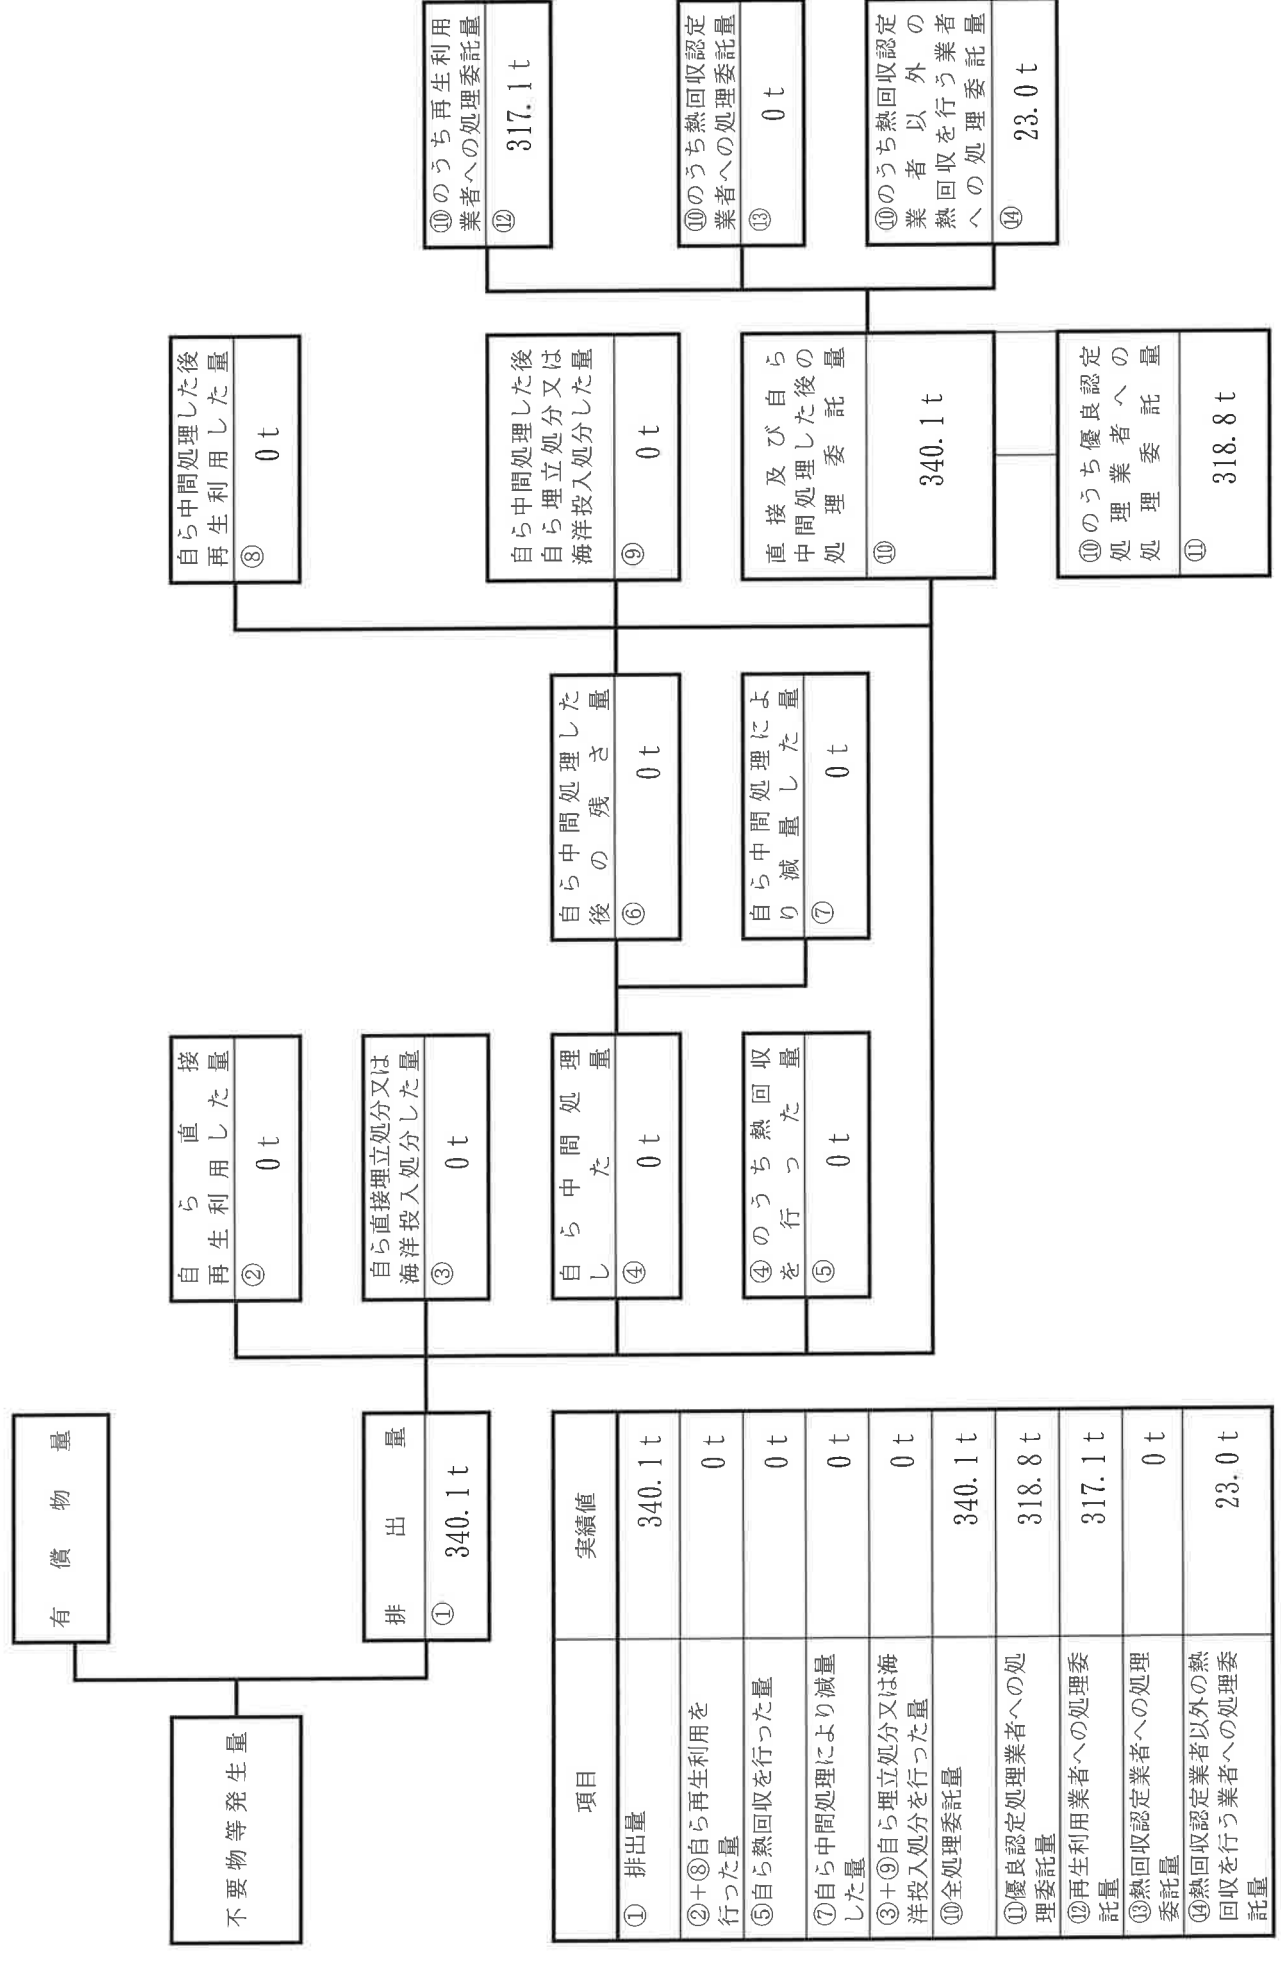 不要物等発生量
有償物量
排出量
① 340.1t
自ら直接
再生利用した量
② 0t
自ら直接埋立処分又は
海洋投入処分した量
③ 0t
自ら中間処理
した量
④ 0t
④のうち熱回収
を行った量
⑤ 0t
自ら中間処理した
後の残さ量
⑥ 0t
自ら中間処理によ
り減量した量
⑦ 0t
自ら中間処理した後
再生利用した量
⑧ 0t
自ら中間処理した後
自ら埋立処分又は
海洋投入処分した量
⑨ 0t
直接及び自ら
中間処理した後の
処理委託量
⑩ 340.1t
⑩のうち優良認定
処理業者への
処理委託量
⑪ 318.8t
⑩のうち再生利用
業者への処理委託量
⑫ 317.1t
⑩のうち熱回収認定
業者への処理委託量
⑬ 0t
⑩のうち熱回収認定
業者以外の
熱回収を行う業者
への処理委託量
⑭ 23.0t
項目 実績値
① 排出量 340.1t
②+⑧自ら再生利用を
行った量 0t
⑤自ら熱回収を行った量 0t
⑦自ら中間処理により減量
した量 0t
③+⑨自ら埋立処分又は海
洋投入処分を行った量 0t
⑩全処理委託量 340.1t
⑪優良認定処理業者への処
理委託量 318.8t
⑫再生利用業者への処理委
託量 317.1t
⑬熱回収認定業者への処理
委託量 0t
⑭熱回収認定業者以外の熱
回収を行う業者への処理委
託量 23.0t